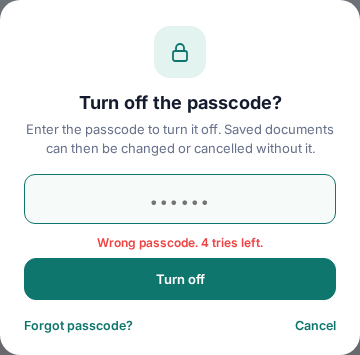 Turn off the passcode?
Enter the passcode to turn it off. Saved documents
can then be changed or cancelled without it.
••••••
Wrong passcode. 4 tries left.
Turn off
Forgot passcode?
Cancel